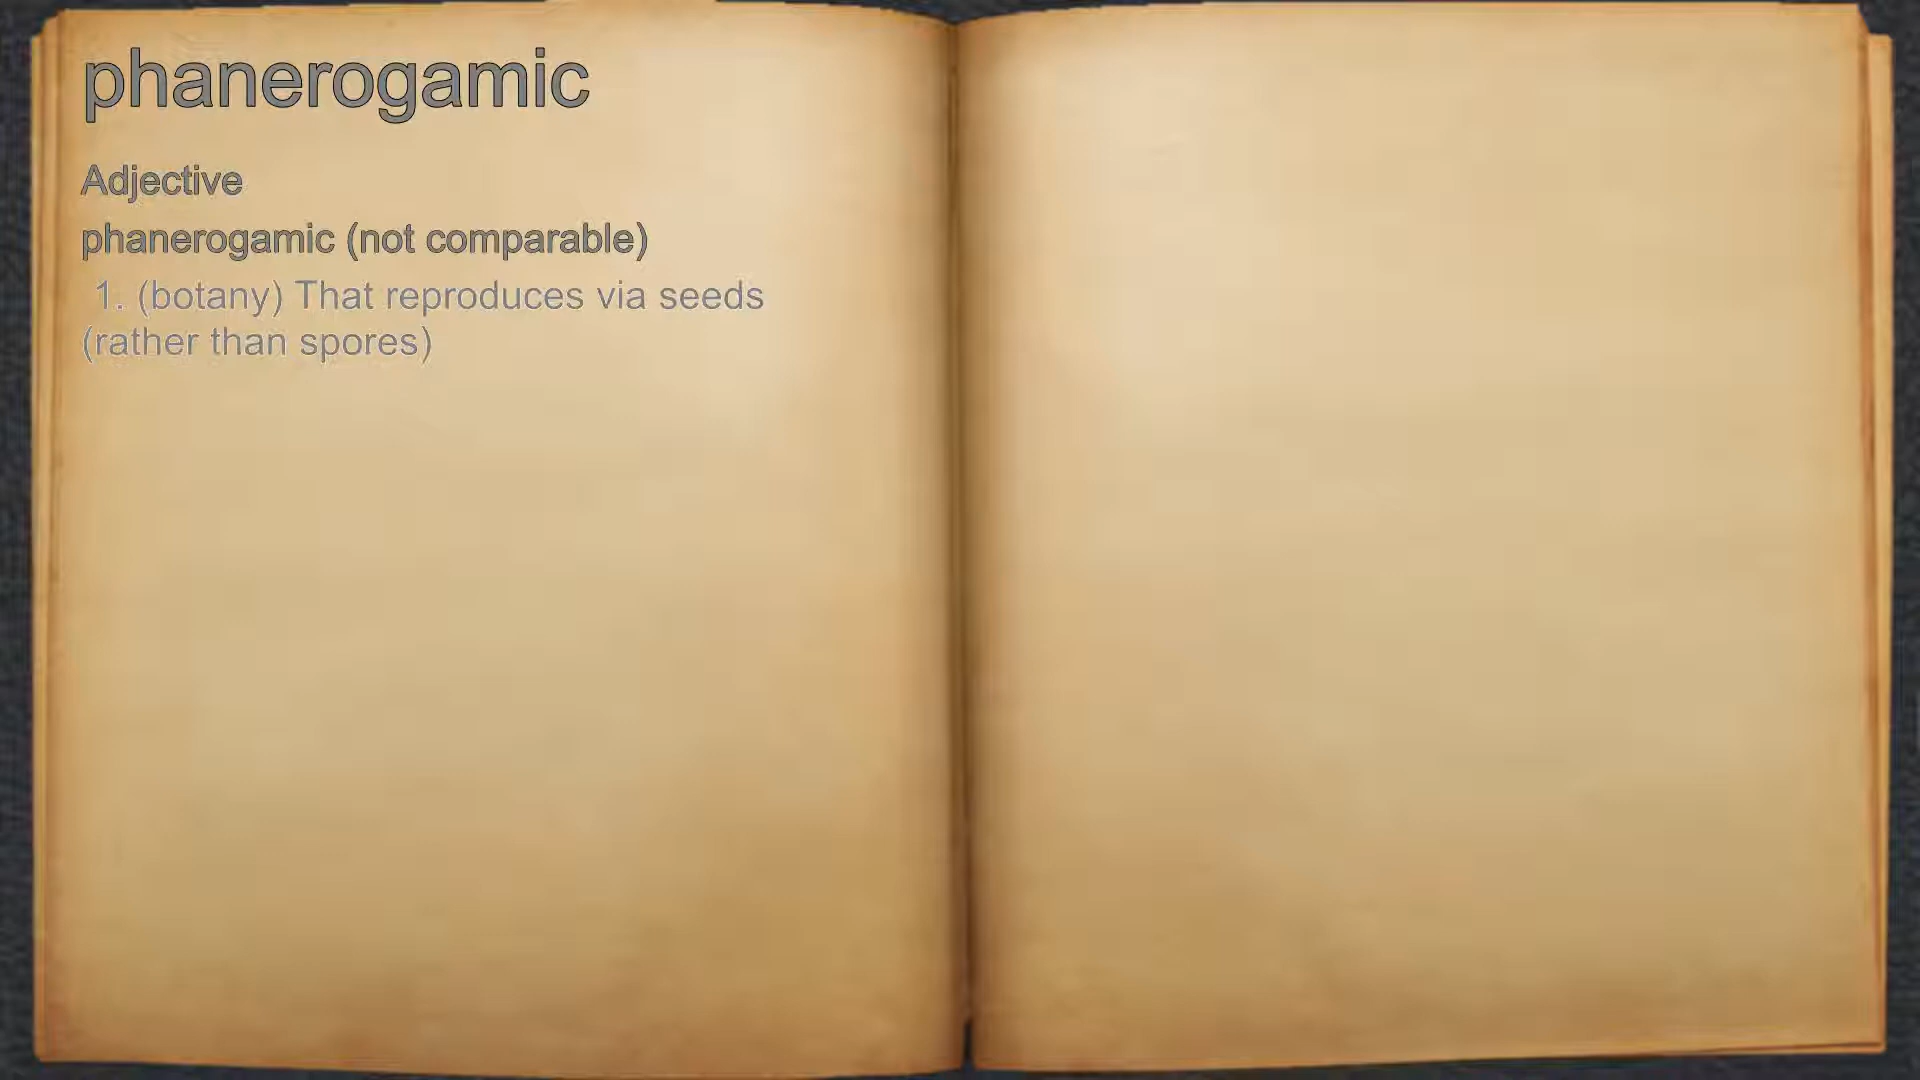 phanerogamic
Adjective
phanerogamic (not comparable)
1. (botany) That reproduces via seeds
(rather than spores)